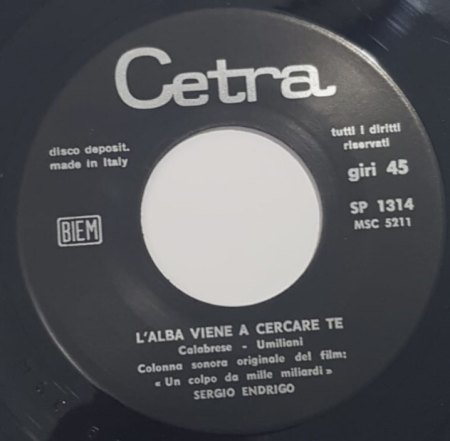 Cetra
disco deposit.
made in Italy
tutti i diritti
riservati
giri 45
SP 1314
MSC 5211
BIEM
L'ALBA VIENE A CERCARE TE
Calabrese - Umiliani
Colonna sonora originale del film:
« Un colpo da mille miliardi »
SERGIO ENDRIGO